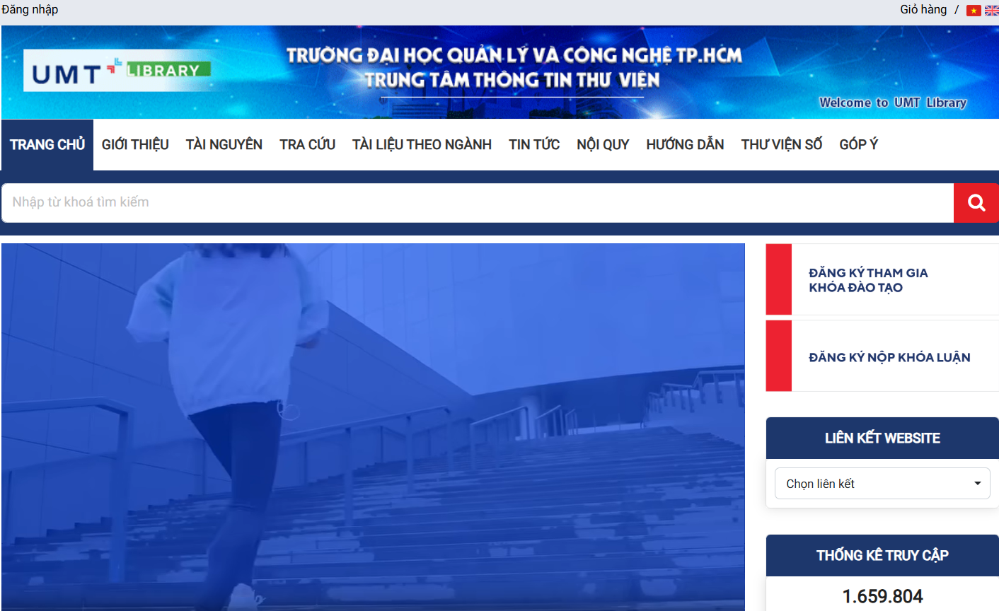 Đăng nhập
Giỏ hàng /
UMT LIBRARY
TRƯỜNG ĐẠI HỌC QUẢN LÝ VÀ CÔNG NGHỆ TP.HCM
TRUNG TÂM THÔNG TIN THƯ VIỆN
Welcome to UMT Library
TRANG CHỦ GIỚI THIỆU TÀI NGUYÊN TRA CỨU TÀI LIỆU THEO NGÀNH TIN TỨC NỘI QUY HƯỚNG DẪN THƯ VIỆN SỐ GÓP Ý
Nhập từ khoá tìm kiếm
ĐĂNG KÝ THAM GIA
KHÓA ĐÀO TẠO
ĐĂNG KÝ NỘP KHÓA LUẬN
LIÊN KẾT WEBSITE
Chọn liên kết
THỐNG KÊ TRUY CẬP
1.659.804